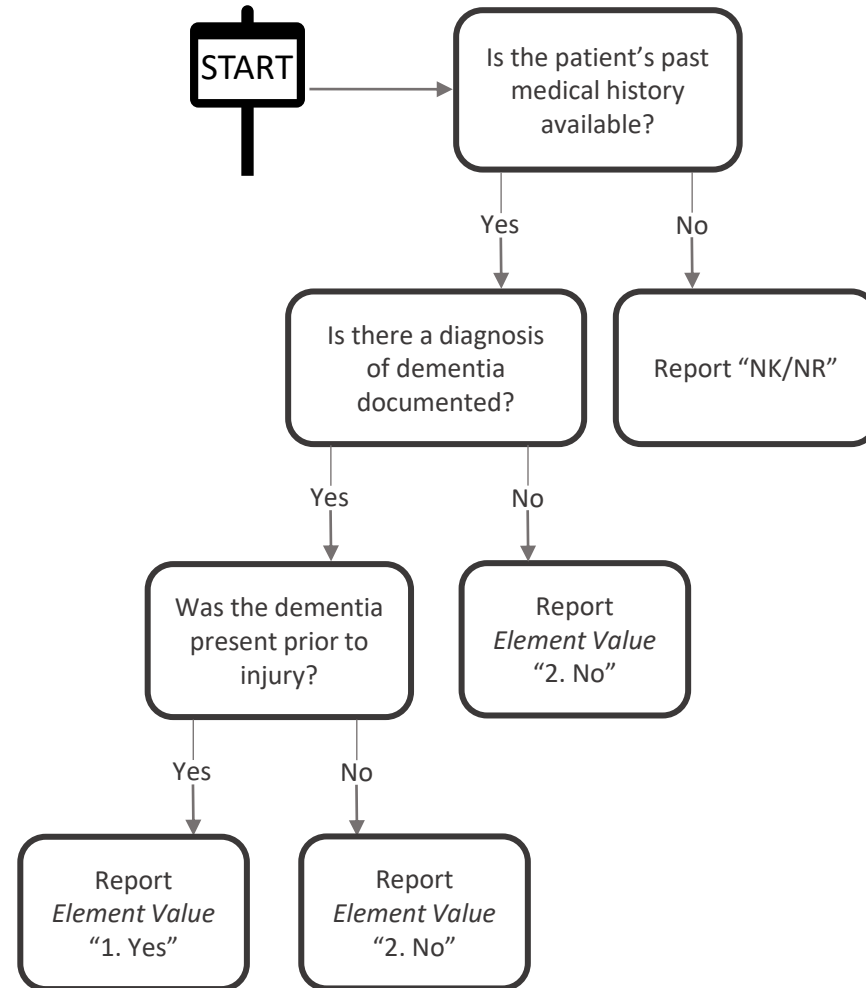 START
Is the patient’s past
medical history
available?
Yes
No
Is there a diagnosis
of dementia
documented?
Report “NK/NR”
Yes
No
Was the dementia
present prior to
injury?
Report
Element Value
“2. No”
Yes
No
Report
Element Value
“1. Yes”
Report
Element Value
“2. No”